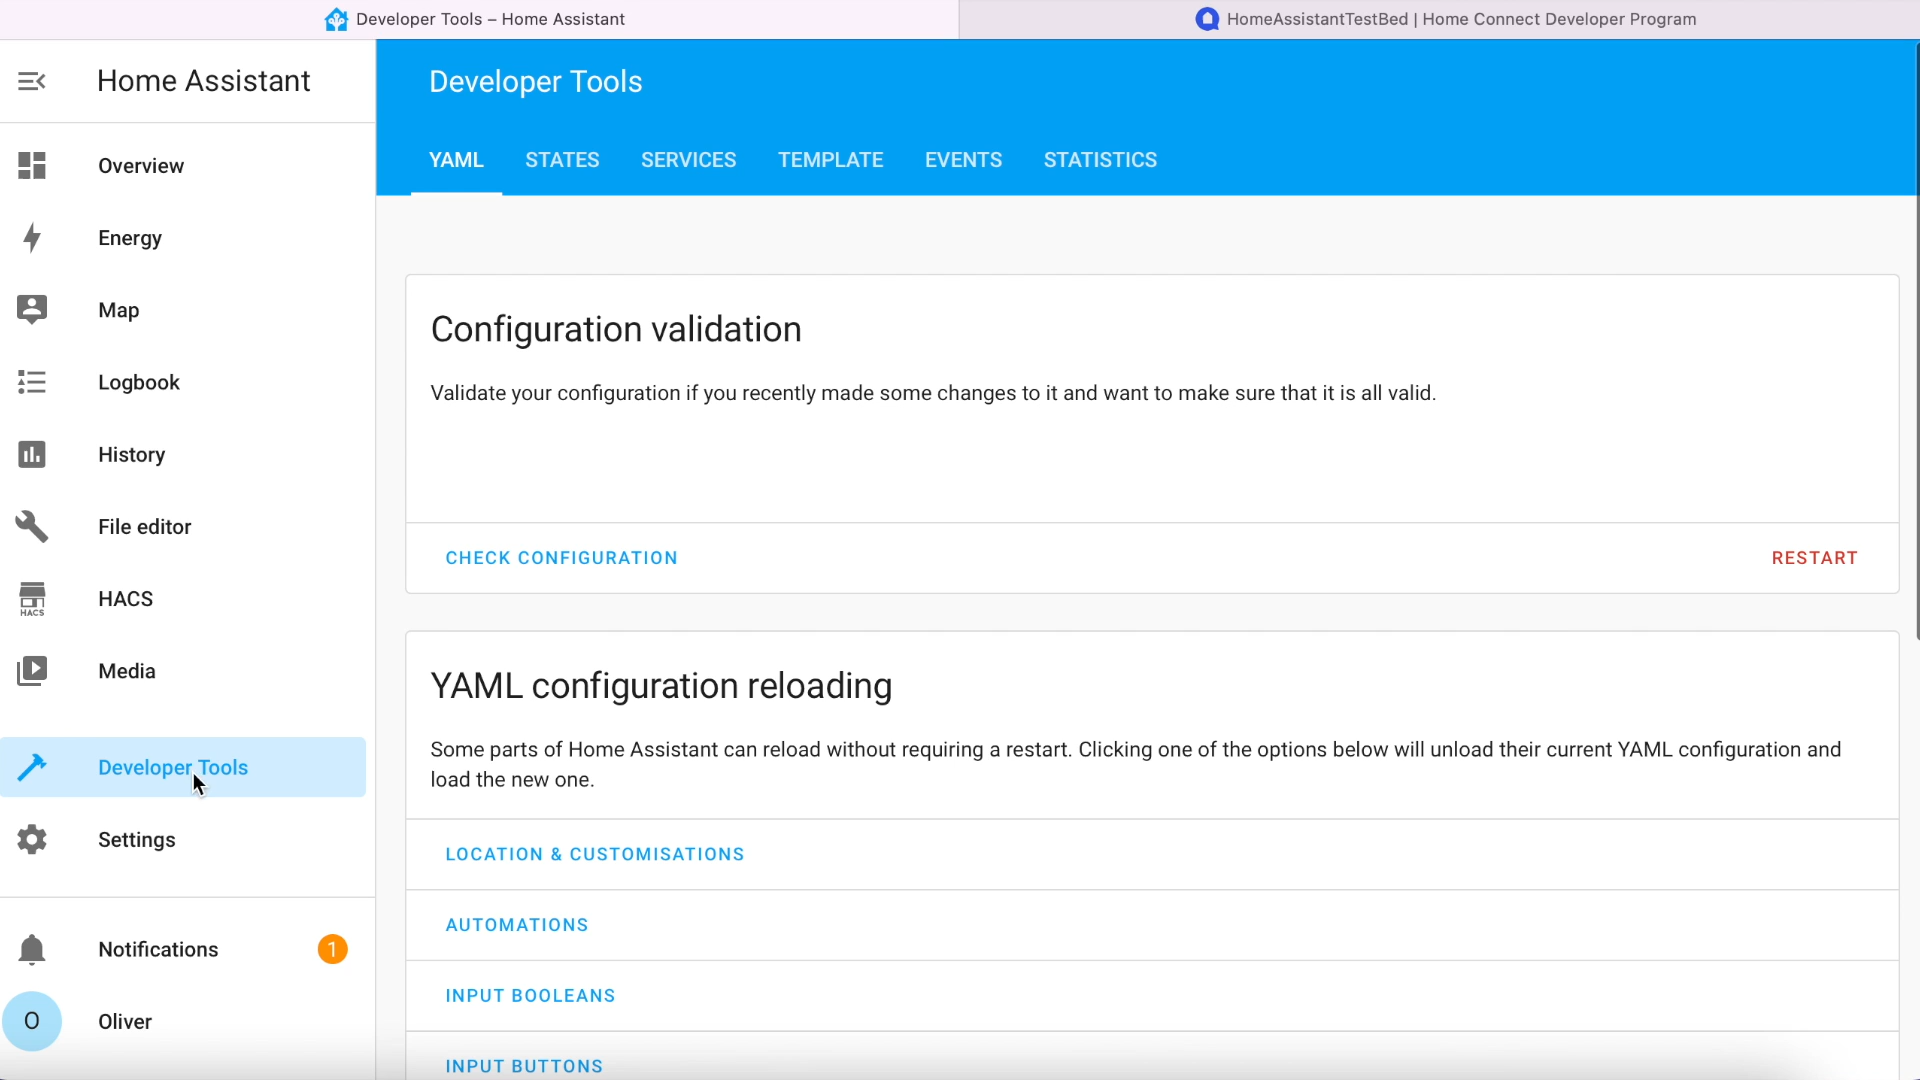 Developer Tools – Home Assistant
HomeAssistantTestBed | Home Connect Developer Program
Home Assistant
Overview
Energy
Map
Logbook
History
File editor
HACS
HACS
Media
Developer Tools
Settings
Notifications
1
O
Oliver
Developer Tools
YAML STATES SERVICES TEMPLATE EVENTS STATISTICS
Configuration validation
Validate your configuration if you recently made some changes to it and want to make sure that it is all valid.
CHECK CONFIGURATION
RESTART
YAML configuration reloading
Some parts of Home Assistant can reload without requiring a restart. Clicking one of the options below will unload their current YAML configuration and
load the new one.
LOCATION & CUSTOMISATIONS
AUTOMATIONS
INPUT BOOLEANS
INPUT BUTTONS